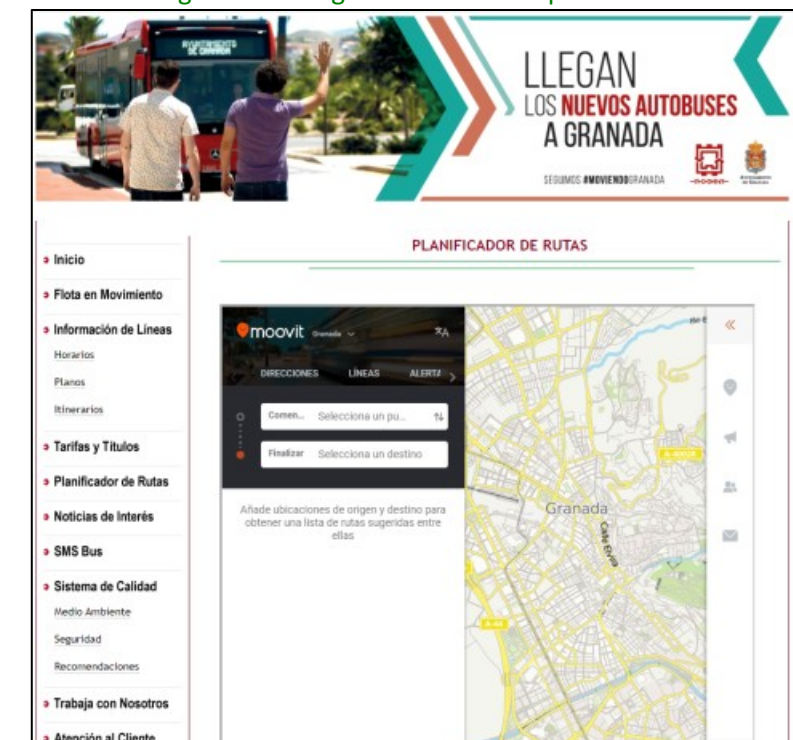 AYUNTAMIENTO
DE GRANADA
LLEGAN
LOS NUEVOS AUTOBUSES
A GRANADA
SEGUIMOS #MOVIENDOGRANADA
PLANIFICADOR DE RUTAS
Inicio
Flota en Movimiento
Información de Líneas
Horarios
Planos
Itinerarios
Tarifas y Títulos
Planificador de Rutas
Noticias de Interés
SMS Bus
Sistema de Calidad
Medio Ambiente
Seguridad
Recomendaciones
Trabaja con Nosotros
Atención al Cliente
moovit Granada
DIRECCIONES LÍNEAS ALERTA
Comen... Selecciona un pu...
Finalizar Selecciona un destino
Añade ubicaciones de origen y destino para
obtener una lista de rutas sugeridas entre
ellas
Granada
Calle Elvira
A-44